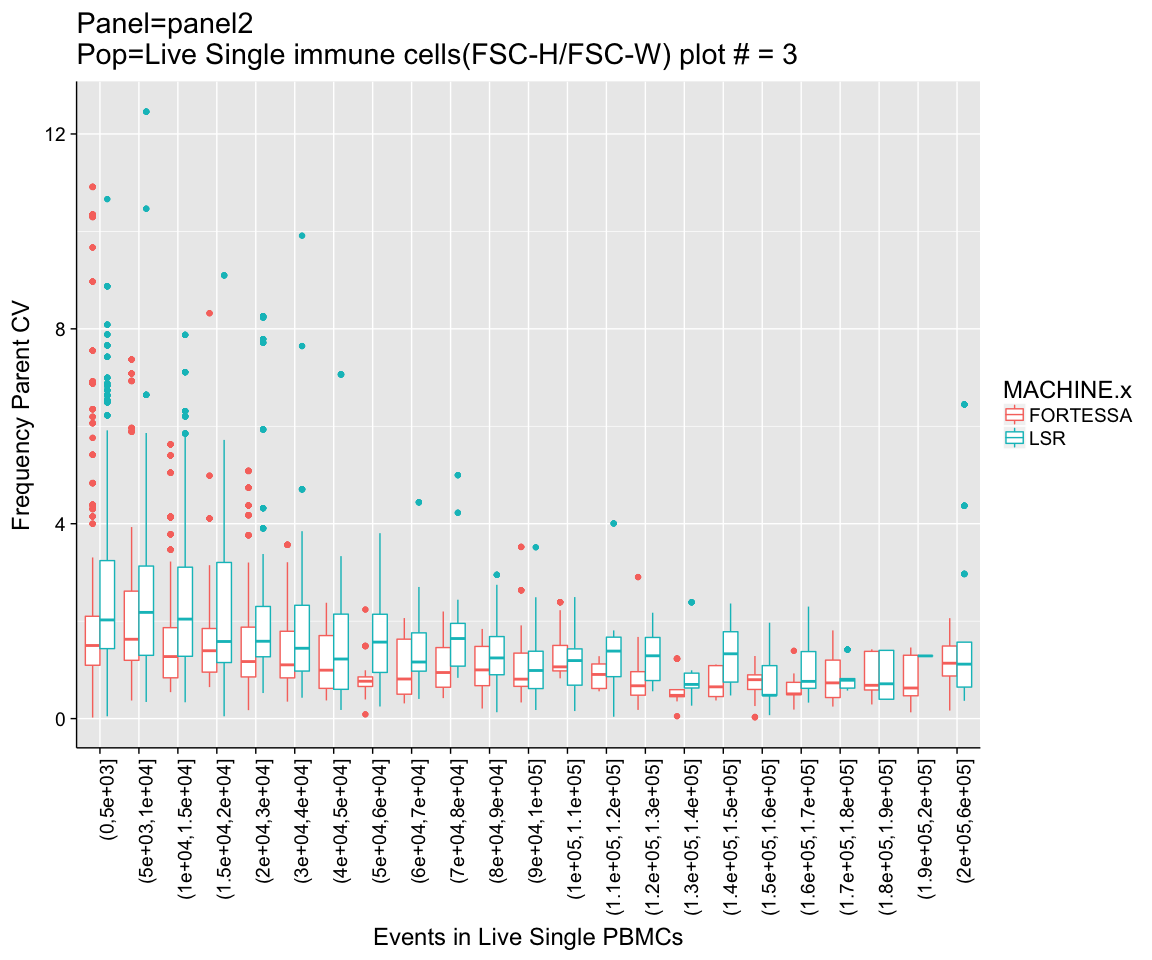 Panel=panel2
Pop=Live Single immune cells(FSC-H/FSC-W) plot # = 3
Frequency Parent CV
12
8
4
0
MACHINE.x
FORTESSA
LSR
(0,5e+03]
(5e+03,1e+04]
(1e+04,1.5e+04]
(1.5e+04,2e+04]
(2e+04,3e+04]
(3e+04,4e+04]
(4e+04,5e+04]
(5e+04,6e+04]
(6e+04,7e+04]
(7e+04,8e+04]
(8e+04,9e+04]
(9e+04,1e+05]
(1e+05,1.1e+05]
(1.1e+05,1.2e+05]
(1.2e+05,1.3e+05]
(1.3e+05,1.4e+05]
(1.4e+05,1.5e+05]
(1.5e+05,1.6e+05]
(1.6e+05,1.7e+05]
(1.7e+05,1.8e+05]
(1.8e+05,1.9e+05]
(1.9e+05,2e+05]
(2e+05,6e+05]
Events in Live Single PBMCs